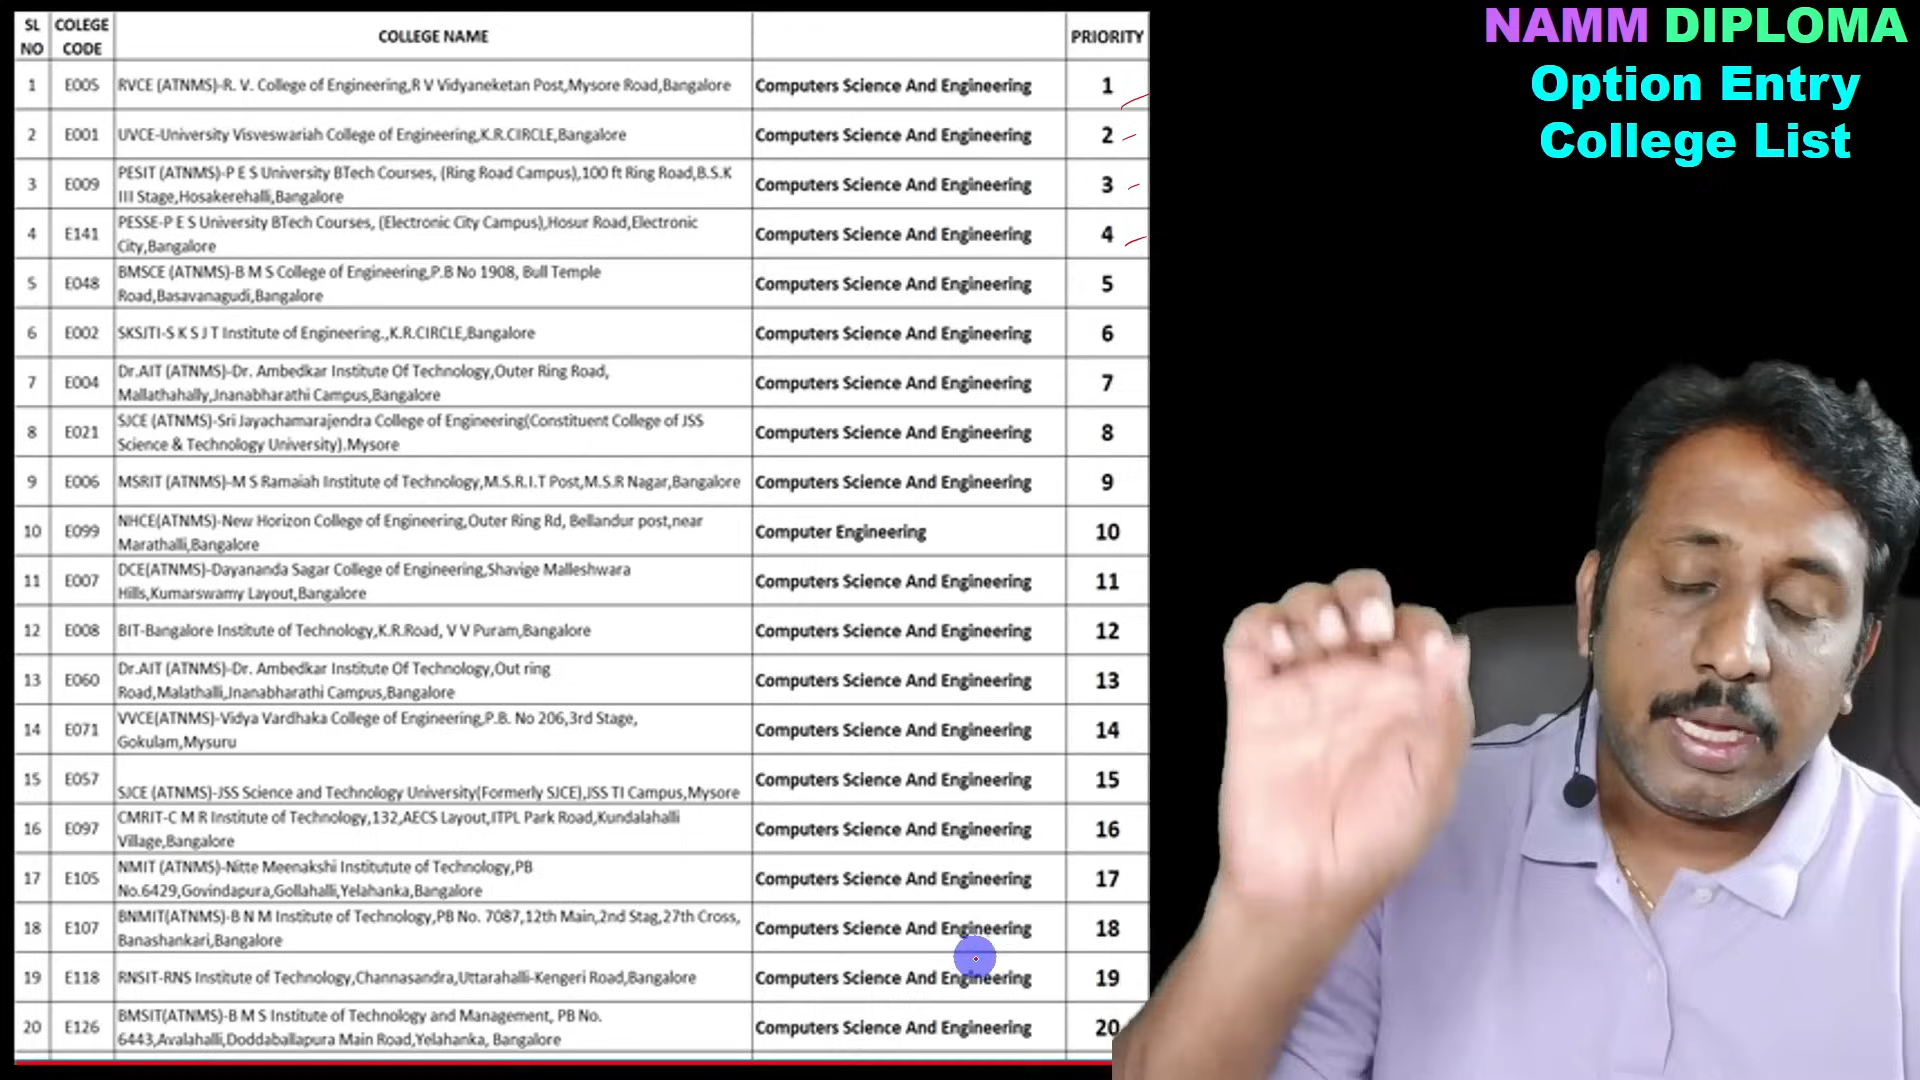 NAMM DIPLOMA
Option Entry
College List
SL NO COLEGE CODE COLLEGE NAME PRIORITY
1 E005 RVCE (ATNMS)-R. V. College of Engineering,R V Vidyaneketan Post,Mysore Road,Bangalore Computers Science And Engineering 1
2 E001 UVCE-University Visveswariah College of Engineering,K.R.CIRCLE,Bangalore Computers Science And Engineering 2
3 E009 PESIT (ATNMS)-P E S University BTech Courses, (Ring Road Campus),100 ft Ring Road,B.S.K
III Stage,Hosakerehalli,Bangalore Computers Science And Engineering 3
4 E141 PESSE-P E S University BTech Courses, (Electronic City Campus),Hosur Road,Electronic
City,Bangalore Computers Science And Engineering 4
5 E048 BMSCE (ATNMS)-B M S College of Engineering,P.B No 1908, Bull Temple
Road,Basavanagudi,Bangalore Computers Science And Engineering 5
6 E002 SKSJTI-S K S J T Institute of Engineering.,K.R.CIRCLE,Bangalore Computers Science And Engineering 6
7 E004 Dr.AIT (ATNMS)-Dr. Ambedkar Institute Of Technology,Outer Ring Road,
Mallathahally,Jnanabharathi Campus,Bangalore Computers Science And Engineering 7
8 E021 SJCE (ATNMS)-Sri Jayachamarajendra College of Engineering(Constituent College of JSS
Science & Technology University).Mysore Computers Science And Engineering 8
9 E006 MSRIT (ATNMS)-M S Ramaiah Institute of Technology,M.S.R.I.T Post,M.S.R Nagar,Bangalore Computers Science And Engineering 9
10 E099 NHCE(ATNMS)-New Horizon College of Engineering,Outer Ring Rd, Bellandur post,near
Marathalli,Bangalore Computer Engineering 10
11 E007 DCE(ATNMS)-Dayananda Sagar College of Engineering,Shavige Malleshwara
Hills,Kumarswamy Layout,Bangalore Computers Science And Engineering 11
12 E008 BIT-Bangalore Institute of Technology,K.R.Road, V V Puram,Bangalore Computers Science And Engineering 12
13 E060 Dr.AIT (ATNMS)-Dr. Ambedkar Institute Of Technology,Out ring
Road,Malathalli,Jnanabharathi Campus,Bangalore Computers Science And Engineering 13
14 E071 VVCE(ATNMS)-Vidya Vardhaka College of Engineering,P.B. No 206,3rd Stage,
Gokulam,Mysuru Computers Science And Engineering 14
15 E057 SJCE (ATNMS)-JSS Science and Technology University(Formerly SJCE),JSS TI Campus,Mysore Computers Science And Engineering 15
16 E097 CMRIT-C M R Institute of Technology,132,AECS Layout,ITPL Park Road,Kundalahalli
Village,Bangalore Computers Science And Engineering 16
17 E105 NMIT (ATNMS)-Nitte Meenakshi Institutute of Technology,PB
No.6429,Govindapura,Gollahalli,Yelahanka,Bangalore Computers Science And Engineering 17
18 E107 BNMIT(ATNMS)-B N M Institute of Technology,PB No. 7087,12th Main,2nd Stag,27th Cross,
Banashankari,Bangalore Computers Science And Engineering 18
19 E118 RNSIT-RNS Institute of Technology,Channasandra,Uttarahalli-Kengeri Road,Bangalore Computers Science And Engineering 19
20 E126 BMSIT(ATNMS)-B M S Institute of Technology and Management, PB No.
6443,Avalahalli,Doddaballapura Main Road,Yelahanka, Bangalore Computers Science And Engineering 20